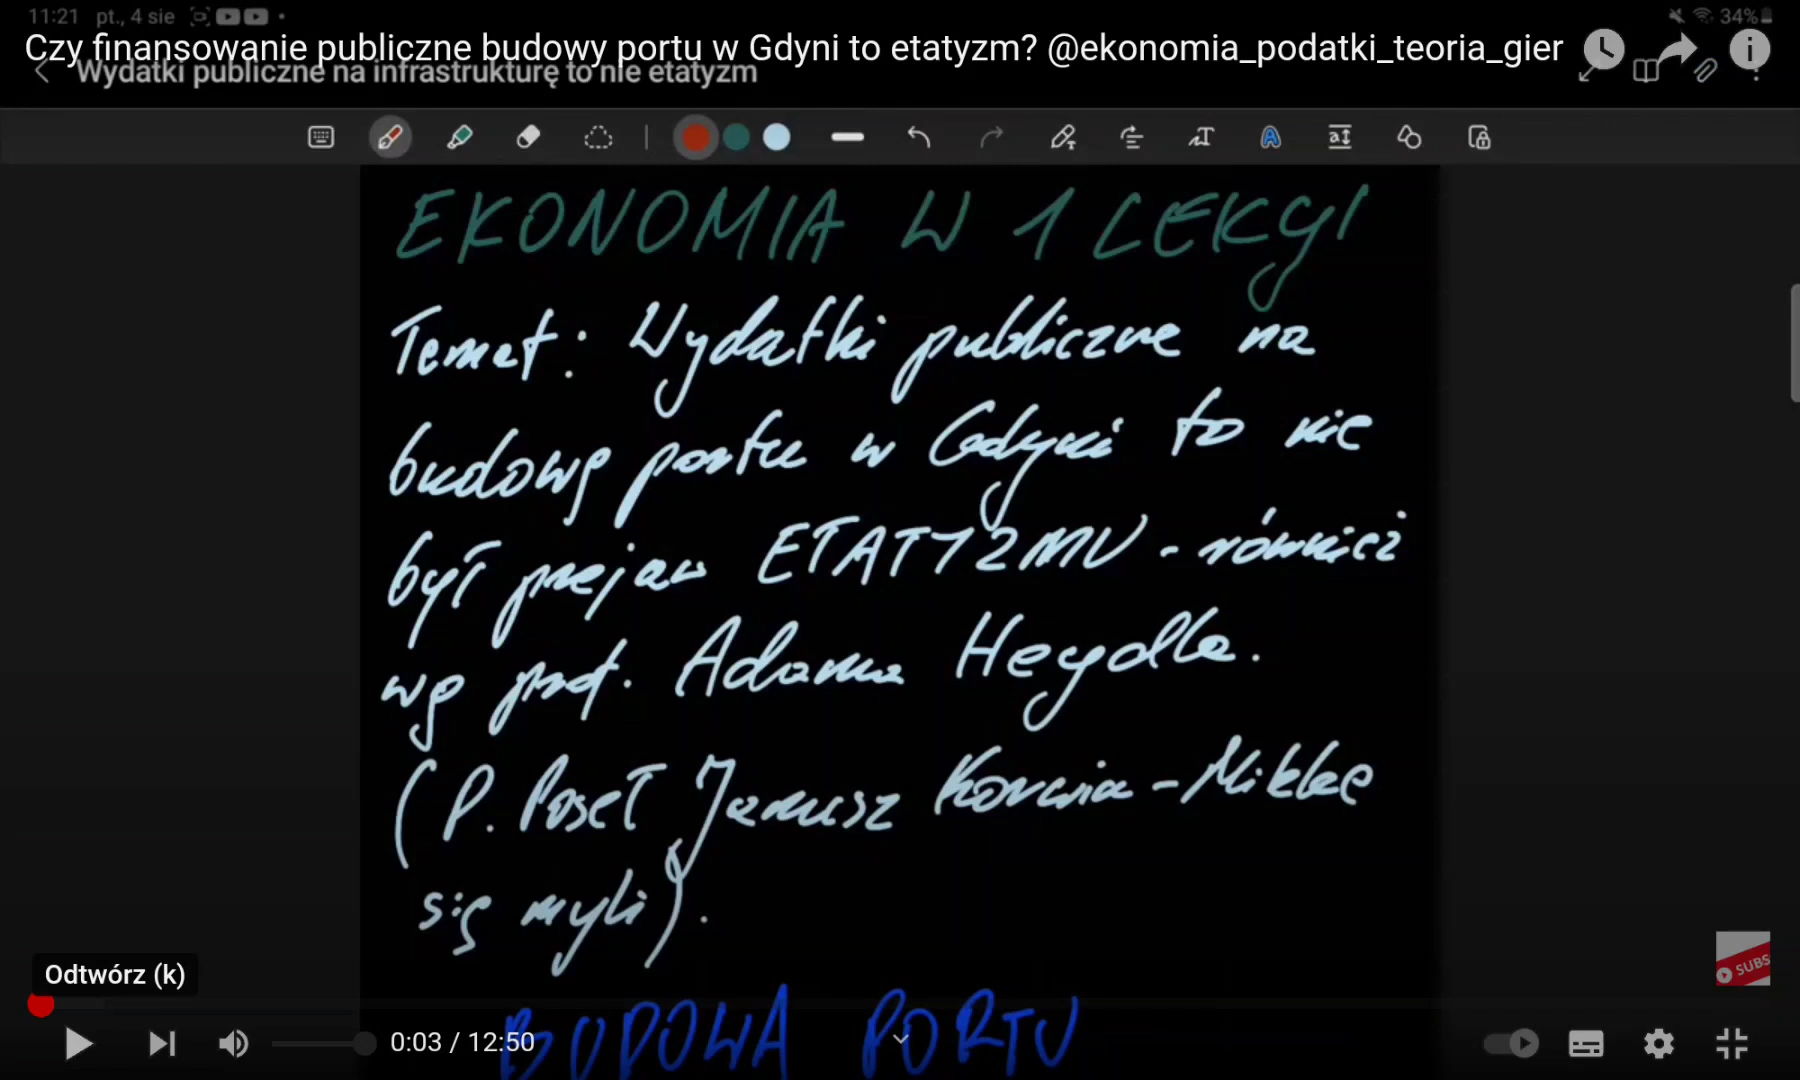 11:21 pt., 4 sie 34%
Czy finansowanie publiczne budowy portu w Gdyni to etatyzm? @ekonomia_podatki_teoria_gier
Wydatki publiczne na infrastrukturę to nie etatyzm
EKONOMIA W 1 LEKCJI
Temat: Wydatki publiczne na
budowę portu w Gdyni to nie
był przejaw ETATYZMU - również
wg prof. Adama Heydla.
(P. Poseł Janusz Korwin-Mikke
się myli).
BUDOWA PORTU
Odtwórz (k)
SUBS
0:03 / 12:50